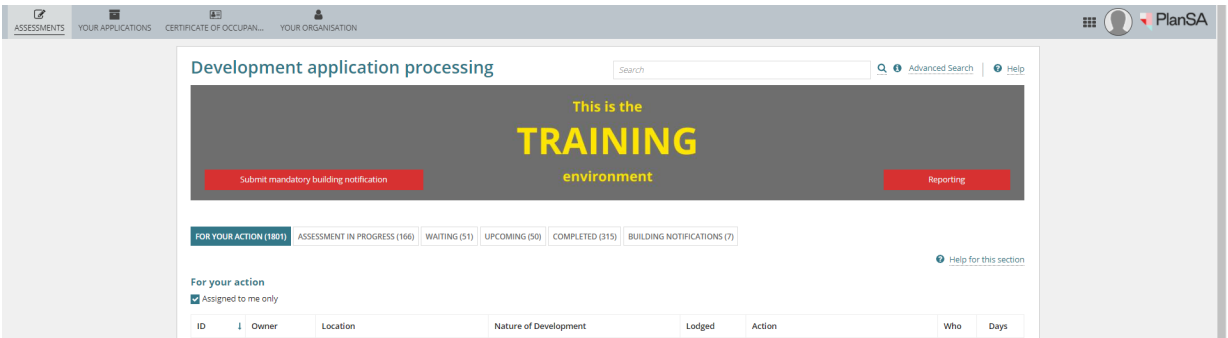 ASSESSMENTS
YOUR APPLICATIONS
CERTIFICATE OF OCCUPAN...
YOUR ORGANISATION
PlanSA
Development application processing
Search
Advanced Search
Help
This is the
TRAINING
environment
Submit mandatory building notification
Reporting
FOR YOUR ACTION (1801)
ASSESSMENT IN PROGRESS (166)
WAITING (51)
UPCOMING (50)
COMPLETED (315)
BUILDING NOTIFICATIONS (7)
Help for this section
For your action
Assigned to me only
ID Owner Location Nature of Development Lodged Action Who Days